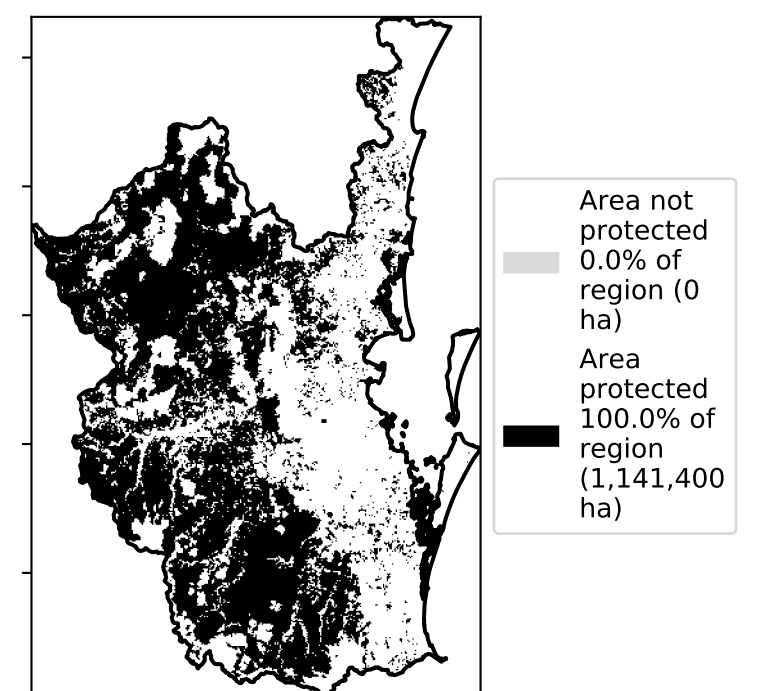 Area not
protected
0.0% of
region (0
ha)
Area
protected
100.0% of
region
(1,141,400
ha)